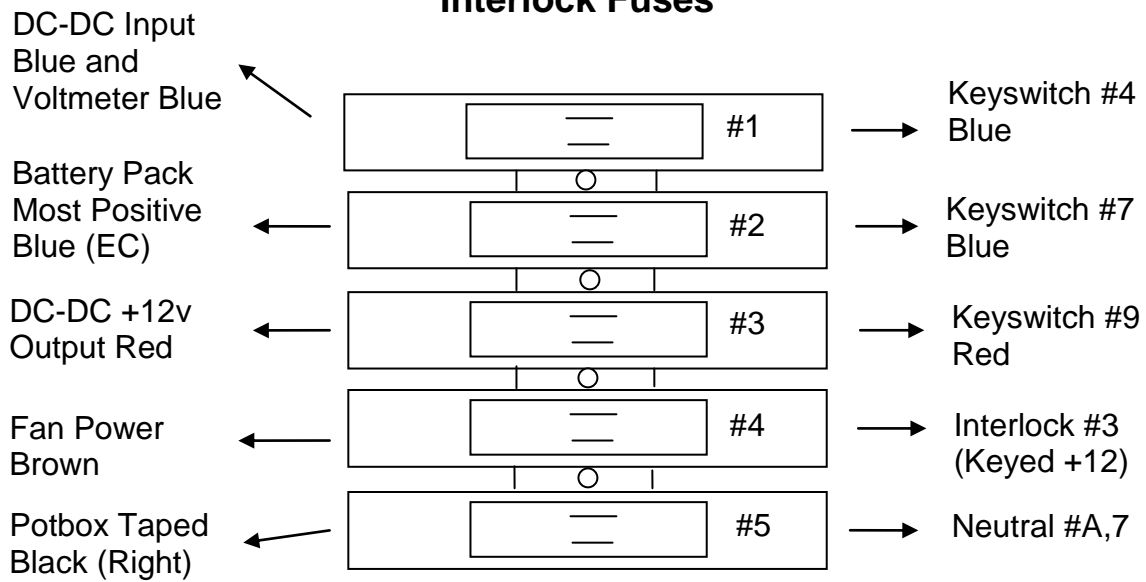 Interlock Fuses
DC-DC Input
Blue and
Voltmeter Blue
#1
Keyswitch #4
Blue
Battery Pack
Most Positive
Blue (EC)
#2
Keyswitch #7
Blue
DC-DC +12v
Output Red
#3
Keyswitch #9
Red
Fan Power
Brown
#4
Interlock #3
(Keyed +12)
Potbox Taped
Black (Right)
#5
Neutral #A,7